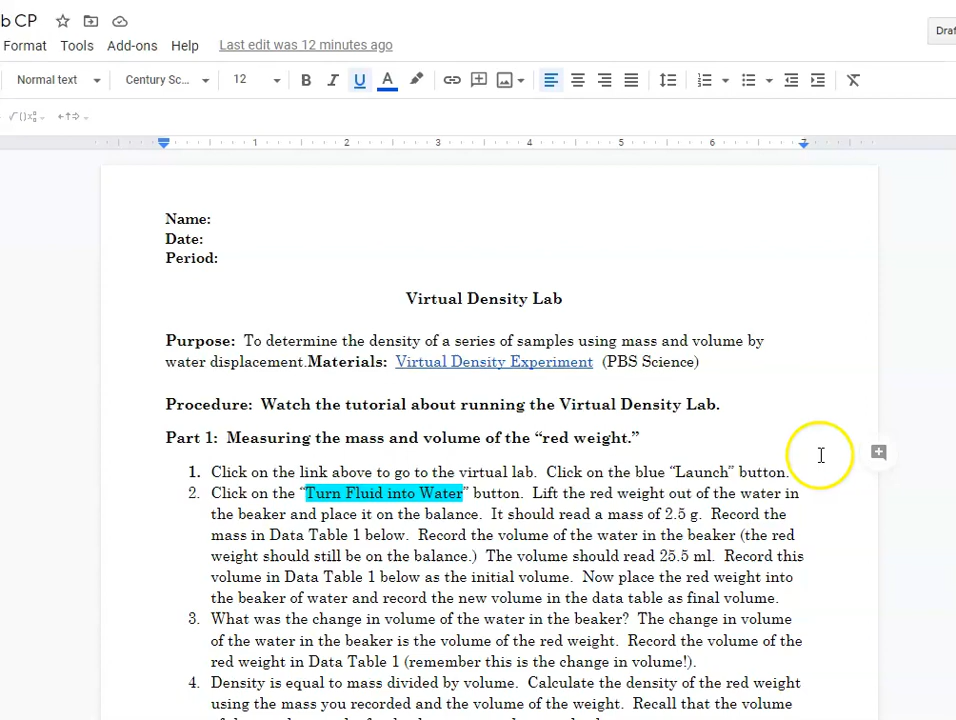 b CP
Format Tools Add-ons Help Last edit was 12 minutes ago
Draf
Normal text Century Sc... 12 B I U A
1 2 3 4 5 6 7
Name:
Date:
Period:
Virtual Density Lab
Purpose: To determine the density of a series of samples using mass and volume by
water displacement.Materials: Virtual Density Experiment (PBS Science)
Procedure: Watch the tutorial about running the Virtual Density Lab.
Part 1: Measuring the mass and volume of the “red weight.”
1. Click on the link above to go to the virtual lab. Click on the blue “Launch” button.
2. Click on the “Turn Fluid into Water” button. Lift the red weight out of the water in
the beaker and place it on the balance. It should read a mass of 2.5 g. Record the
mass in Data Table 1 below. Record the volume of the water in the beaker (the red
weight should still be on the balance.) The volume should read 25.5 ml. Record this
volume in Data Table 1 below as the initial volume. Now place the red weight into
the beaker of water and record the new volume in the data table as final volume.
3. What was the change in volume of the water in the beaker? The change in volume
of the water in the beaker is the volume of the red weight. Record the volume of the
red weight in Data Table 1 (remember this is the change in volume!).
4. Density is equal to mass divided by volume. Calculate the density of the red weight
using the mass you recorded and the volume of the red weight. Recall that the volume